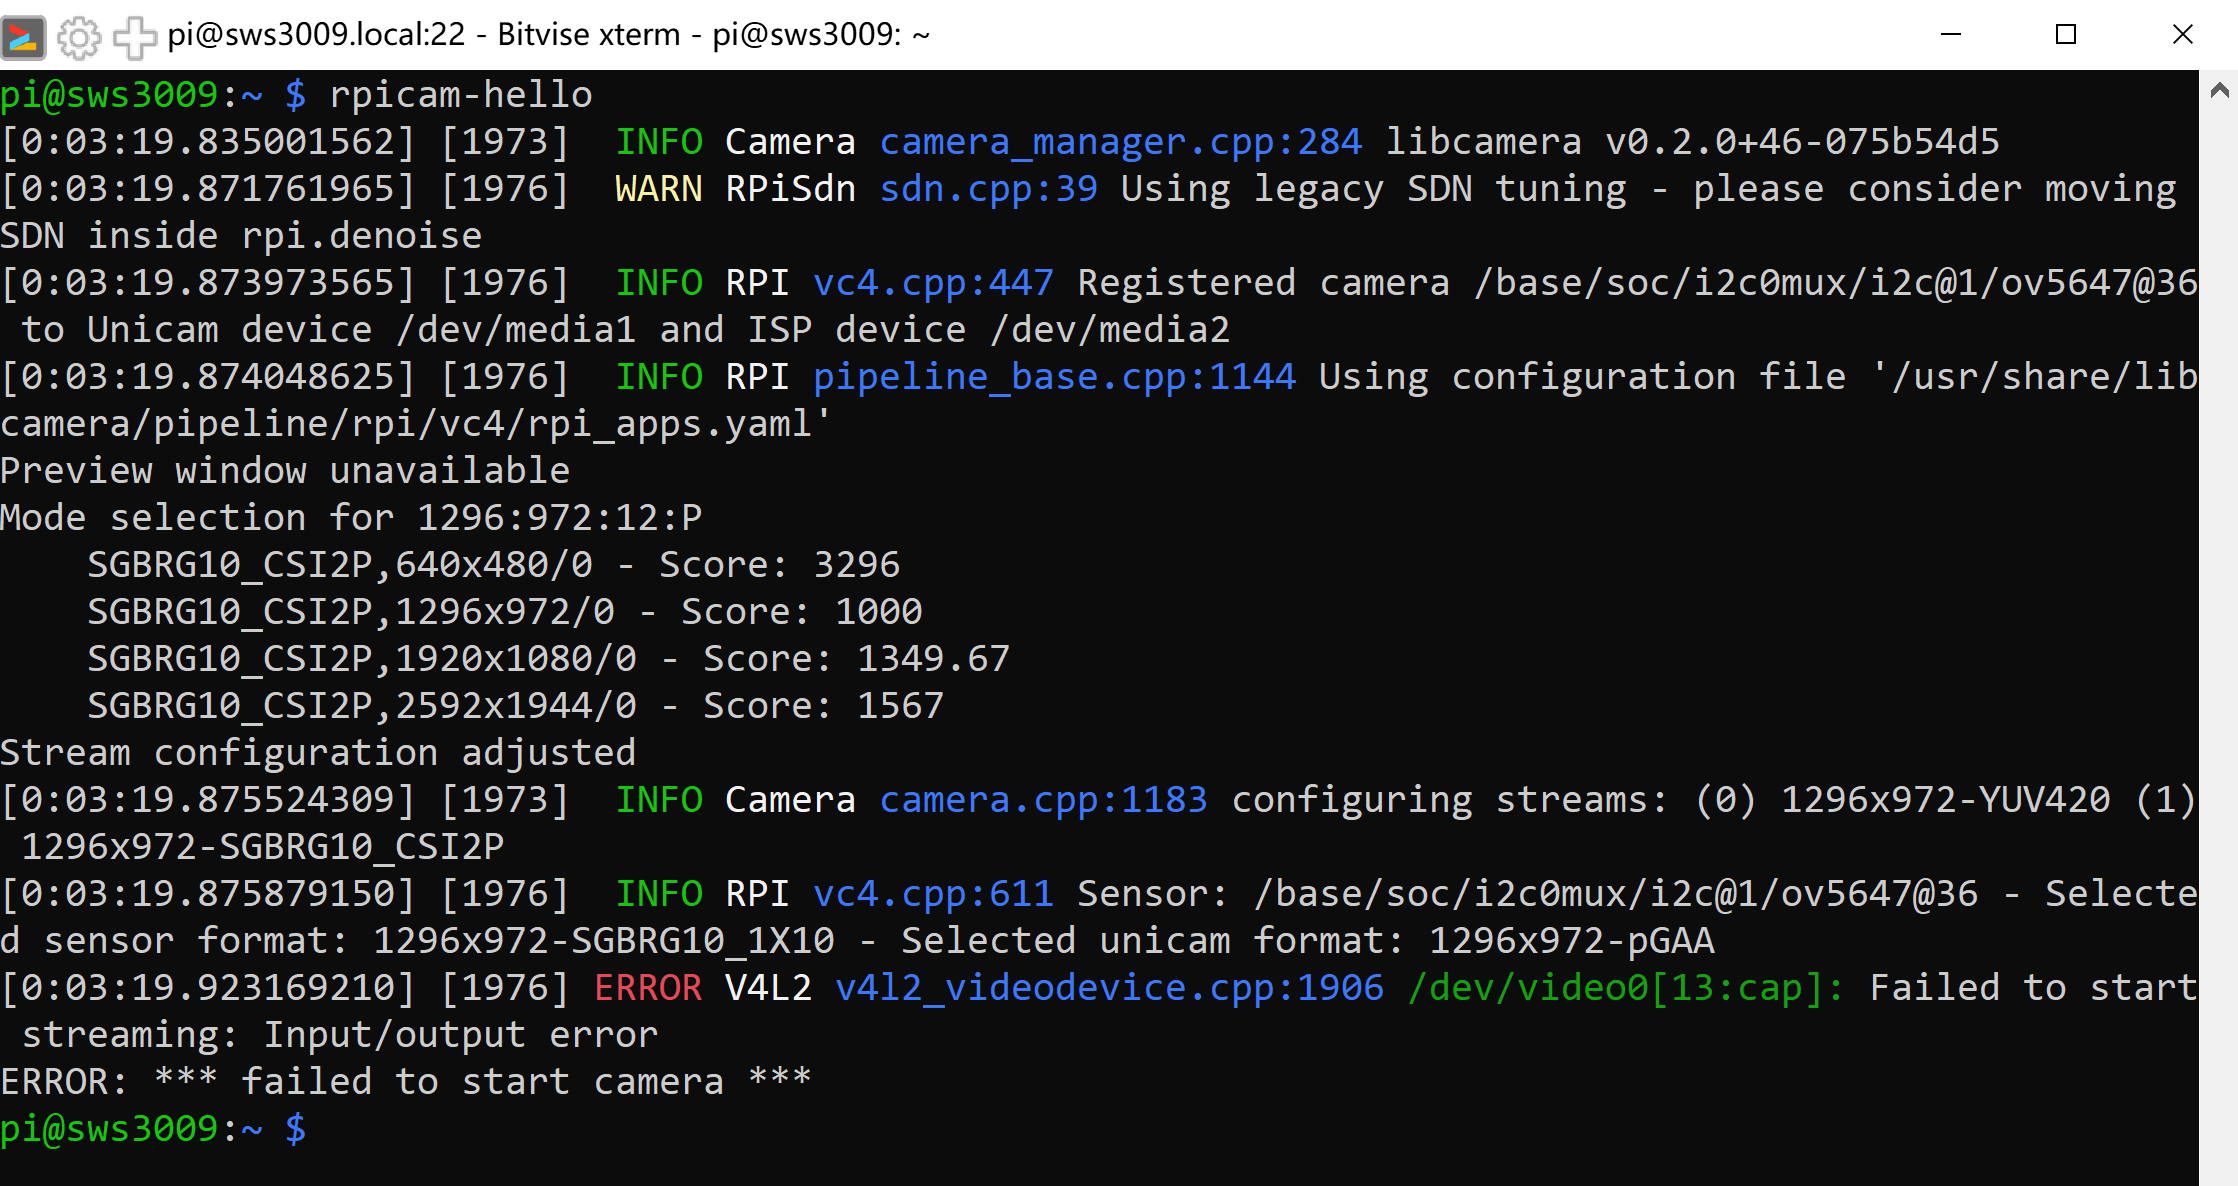 pi@sws3009.local:22 - Bitvise xterm - pi@sws3009: ~
pi@sws3009:~ $ rpicam-hello
[0:03:19.835001562] [1973]  INFO Camera camera_manager.cpp:284 libcamera v0.2.0+46-075b54d5
[0:03:19.871761965] [1976]  WARN RPiSdn sdn.cpp:39 Using legacy SDN tuning - please consider moving
SDN inside rpi.denoise
[0:03:19.873973565] [1976]  INFO RPI vc4.cpp:447 Registered camera /base/soc/i2c0mux/i2c@1/ov5647@36
 to Unicam device /dev/media1 and ISP device /dev/media2
[0:03:19.874048625] [1976]  INFO RPI pipeline_base.cpp:1144 Using configuration file '/usr/share/lib
camera/pipeline/rpi/vc4/rpi_apps.yaml'
Preview window unavailable
Mode selection for 1296:972:12:P
    SGBRG10_CSI2P,640x480/0 - Score: 3296
    SGBRG10_CSI2P,1296x972/0 - Score: 1000
    SGBRG10_CSI2P,1920x1080/0 - Score: 1349.67
    SGBRG10_CSI2P,2592x1944/0 - Score: 1567
Stream configuration adjusted
[0:03:19.875524309] [1973]  INFO Camera camera.cpp:1183 configuring streams: (0) 1296x972-YUV420 (1)
 1296x972-SGBRG10_CSI2P
[0:03:19.875879150] [1976]  INFO RPI vc4.cpp:611 Sensor: /base/soc/i2c0mux/i2c@1/ov5647@36 - Selecte
d sensor format: 1296x972-SGBRG10_1X10 - Selected unicam format: 1296x972-pGAA
[0:03:19.923169210] [1976] ERROR V4L2 v4l2_videodevice.cpp:1906 /dev/video0[13:cap]: Failed to start
 streaming: Input/output error
ERROR: *** failed to start camera ***
pi@sws3009:~ $